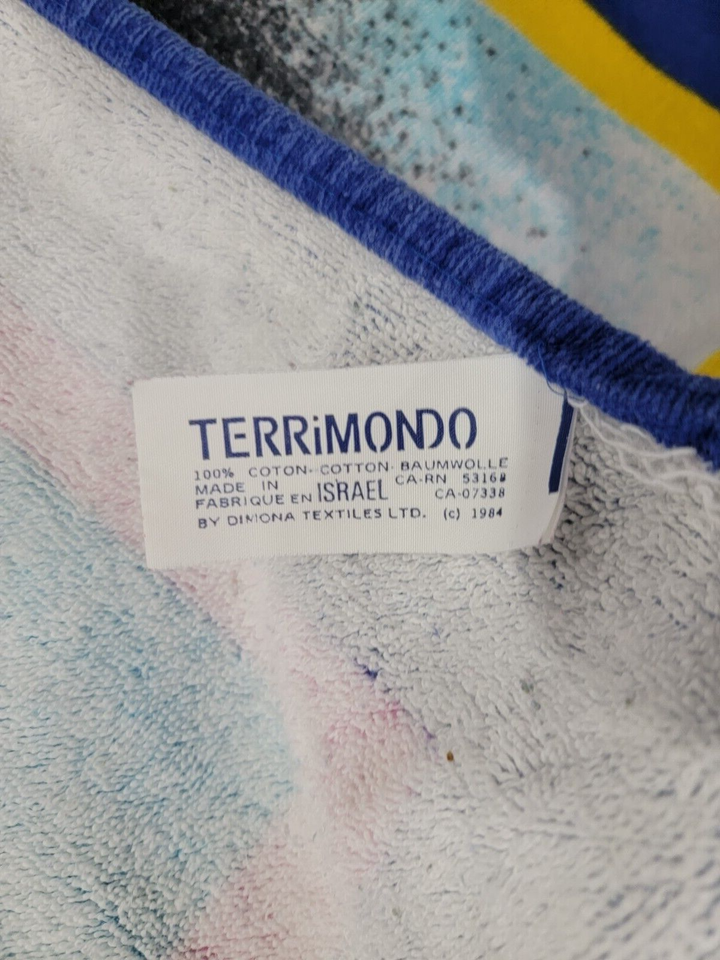 TERRiMONDO
100% COTON-COTTON-BAUMWOLLE
MADE IN ISRAEL CA-RN
FABRIQUE EN CA-07338
BY DIMONA TEXTILES LTD. (c) 1984